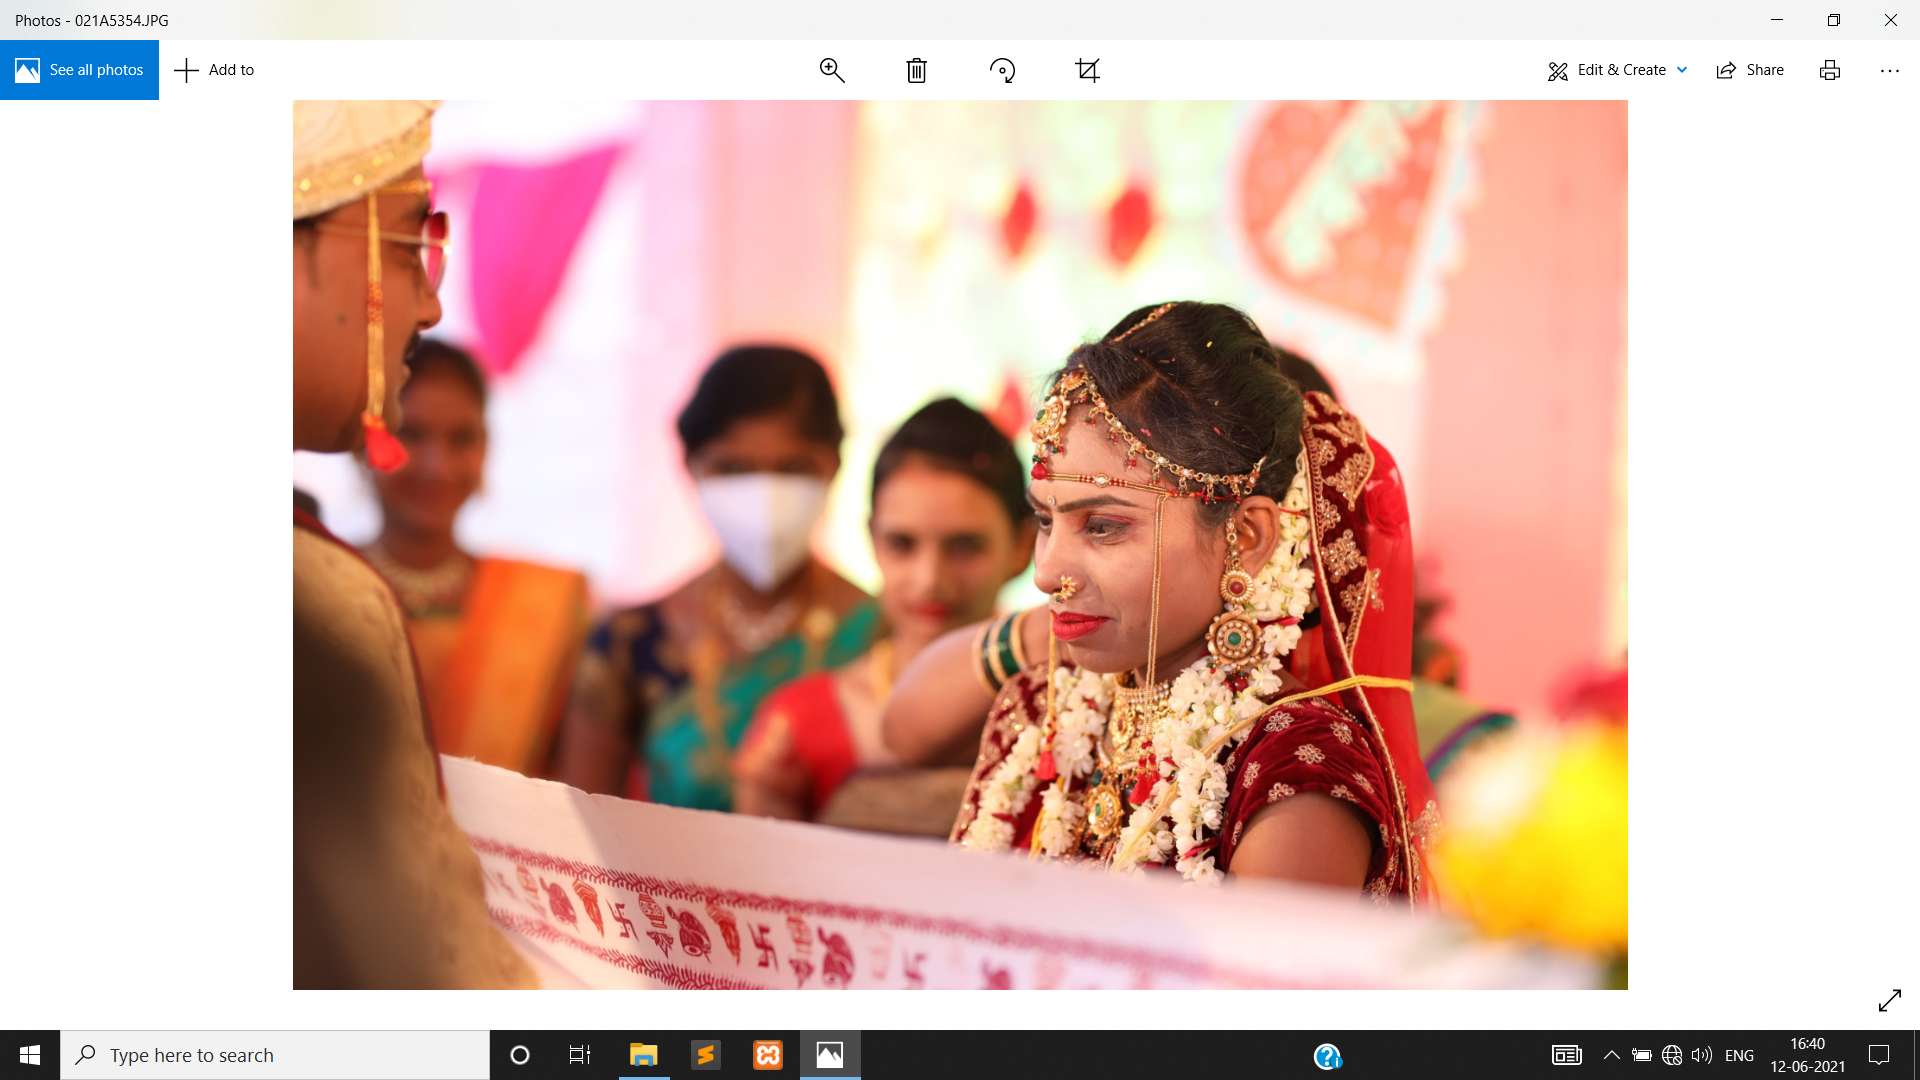 Photos - 021A5354.JPG
See all photos
Add to
Edit & Create
Share
Type here to search
ENG
16:40
12-06-2021